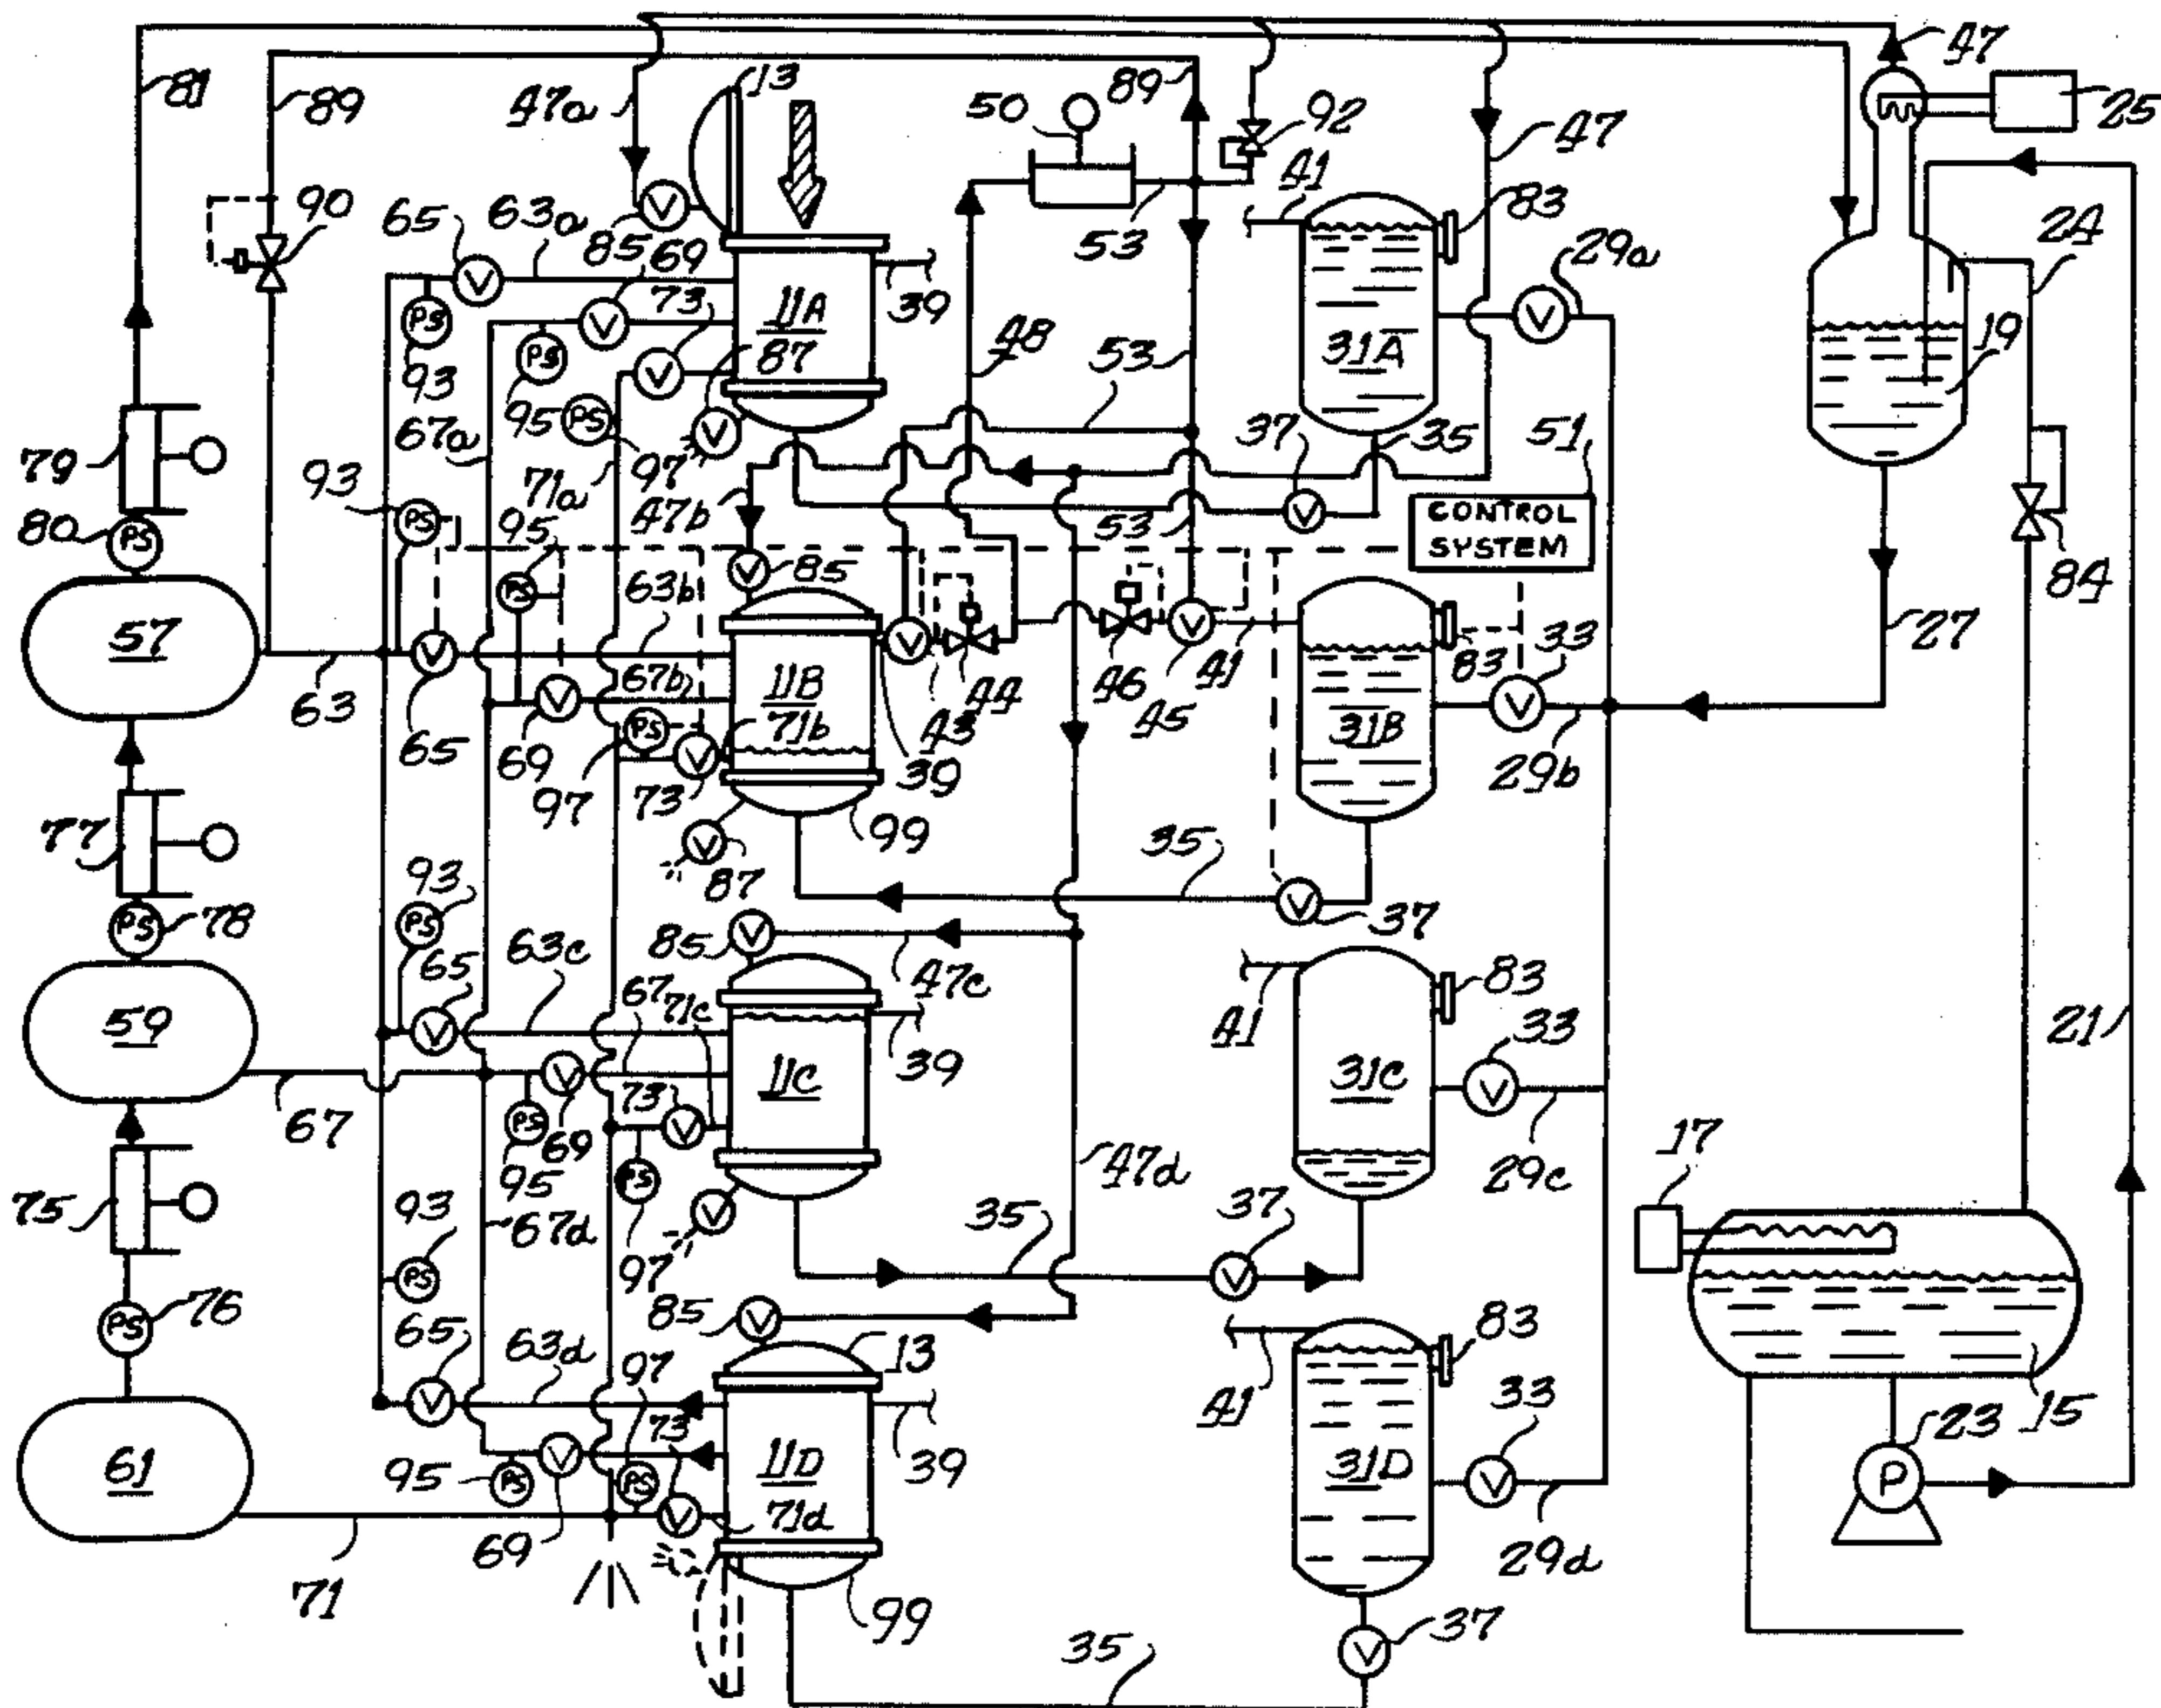 47
13
47a
89
81
89
50
92
25
41
47
83
24
90
65
63a
85
69
73
V
V
11A
39
29a
V
PS
V
31A
19
93
PS
87
48
53
95
PS
V
67a
97
71a
53
37
35
51
79
93
47b
V
CONTROL
SYSTEM
80
PS
PS
95
53
84
V
85
PS
63b
57
V
V
V
41
83
33
27
63
65
V
67b
11B
44
46
45
31B
V
69
PS
71b
43
39
29b
97
V
73
77
V
99
87
35
V
37
93
78
PS
PS
85
V
65
63c
47c
83
59
V
67
71c
41
33
21
V
73
11C
39
31C
V
67
PS
V
69
95
PS
97
V
47d
29c
17
75
93
67d
35
37
V
PS
76
PS
85
V
65
63d
97
13
83
41
33
15
V
73
39
23
61
95
PS
V
PS
11D
31D
V
P
V
71d
69
71
99
29d
37
V
35